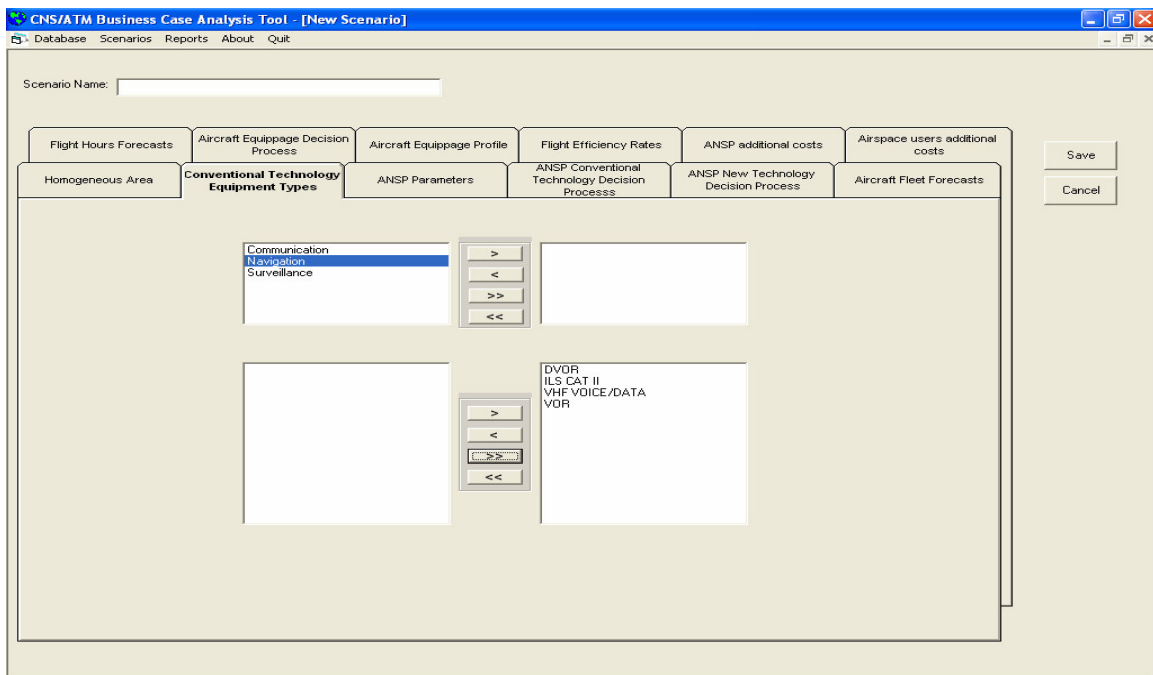 CNS/ATM Business Case Analysis Tool - [New Scenario]
Database Scenarios Reports About Quit
Scenario Name:
Flight Hours Forecasts
Aircraft Equippage Decision
Process
Aircraft Equippage Profile
Flight Efficiency Rates
ANSP additional costs
Airspace users additional
costs
Homogeneous Area
Conventional Technology
Equipment Types
ANSP Parameters
ANSP Conventional
Technology Decision
Processs
ANSP New Technology
Decision Process
Aircraft Fleet Forecasts
Save
Cancel
Communication
Navigation
Surveillance
>
<
>>
<<
DVOR
ILS CAT II
VHF VOICE/DATA
VOR
>
<
>>
<<